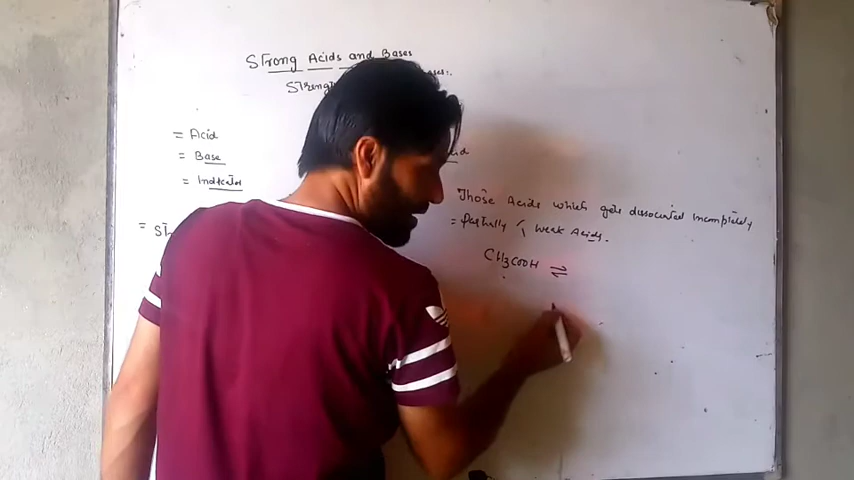 Strong Acids and Bases
= Acid
= Base
= Indicator
Those Acids which gets dissociated Incompletely
= Partially Weak Acids.
CH3COOH ⇌